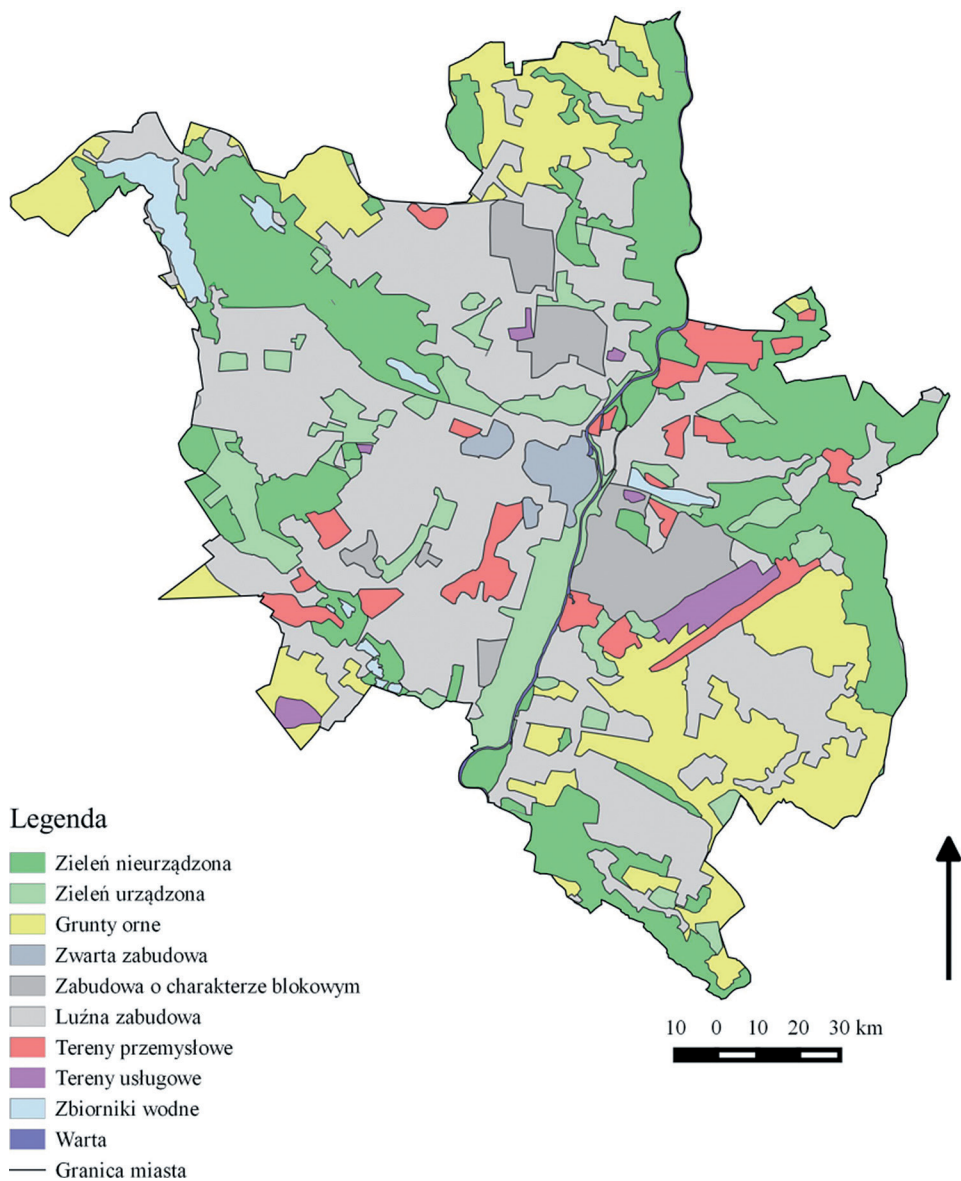 Legenda
Zieleń nieurządzona
Zieleń urządzona
Grunty orne
Zwarta zabudowa
Zabudowa o charakterze blokowym
Luźna zabudowa
Tereny przemysłowe
Tereny usługowe
Zbiorniki wodne
Warta
Granica miasta
10 0 10 20 30 km